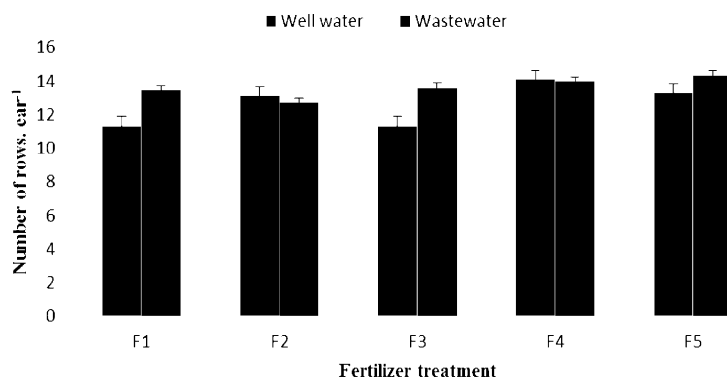 Well water Wastewater
16
14
12
10
8
6
4
2
0
Number of rows. ear-1
F1 F2 F3 F4 F5
Fertilizer treatment